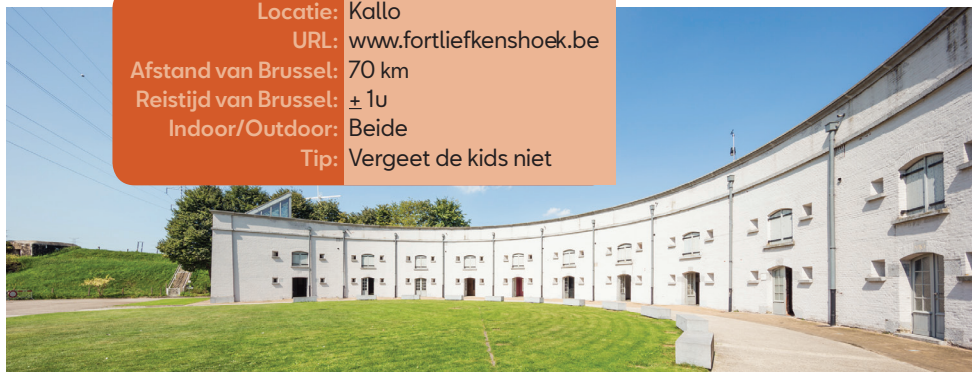 Locatie: Kallo
URL: www.fortliefkenshoek.be
Afstand van Brussel: 70 km
Reistijd van Brussel: ± 1u
Indoor/Outdoor: Beide
Tip: Vergeet de kids niet